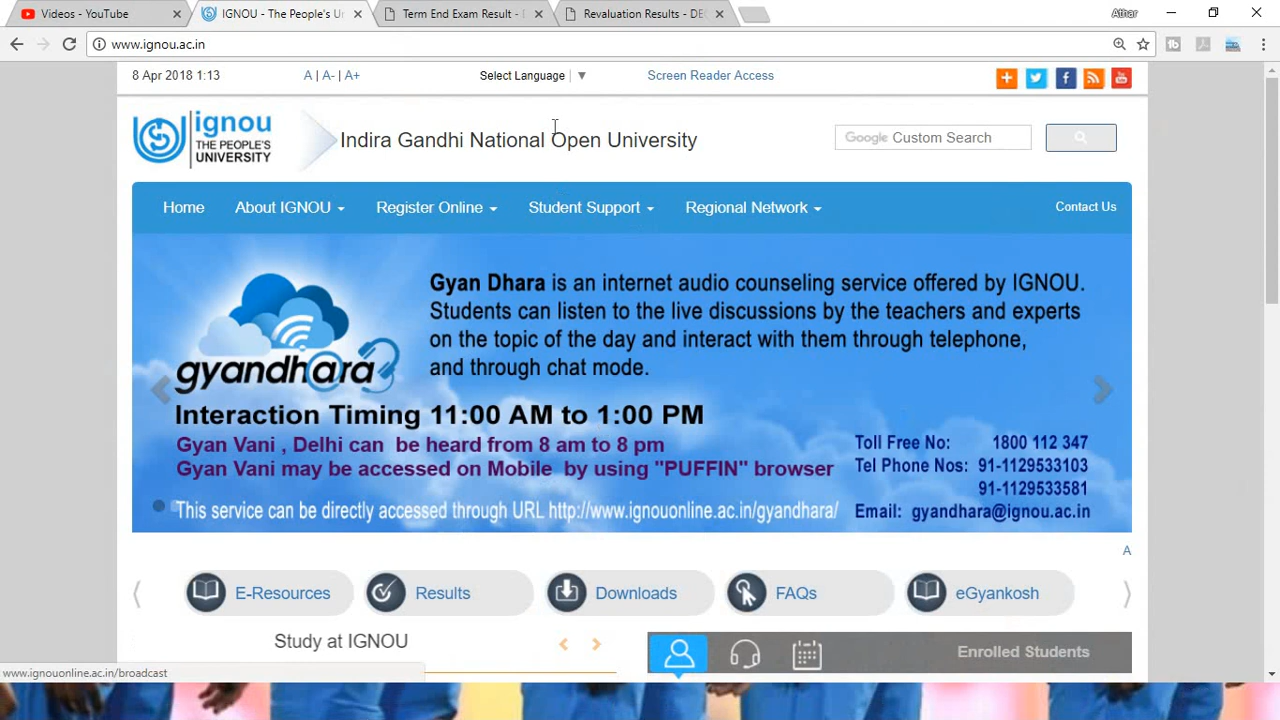 Videos - YouTube
IGNOU - The People's Ur
Term End Exam Result - D
Revaluation Results - DEC
Athar
www.ignou.ac.in
8 Apr 2018 1:13
A | A- | A+
Select Language ▼
Screen Reader Access
ignou
THE PEOPLE'S
UNIVERSITY
Indira Gandhi National Open University
Google Custom Search
Home
About IGNOU
Register Online
Student Support
Regional Network
Contact Us
Gyan Dhara is an internet audio counseling service offered by IGNOU.
Students can listen to the live discussions by the teachers and experts
on the topic of the day and interact with them through telephone,
and through chat mode.
gyandhara
Interaction Timing 11:00 AM to 1:00 PM
Gyan Vani , Delhi can be heard from 8 am to 8 pm
Gyan Vani may be accessed on Mobile by using "PUFFIN" browser
Toll Free No: 1800 112 347
Tel Phone Nos: 91-1129533103
91-1129533581
Email: gyandhara@ignou.ac.in
This service can be directly accessed through URL http://www.ignouonline.ac.in/gyandhara/
A
E-Resources
Results
Downloads
FAQs
eGyankosh
Study at IGNOU
Enrolled Students
www.ignouonline.ac.in/broadcast